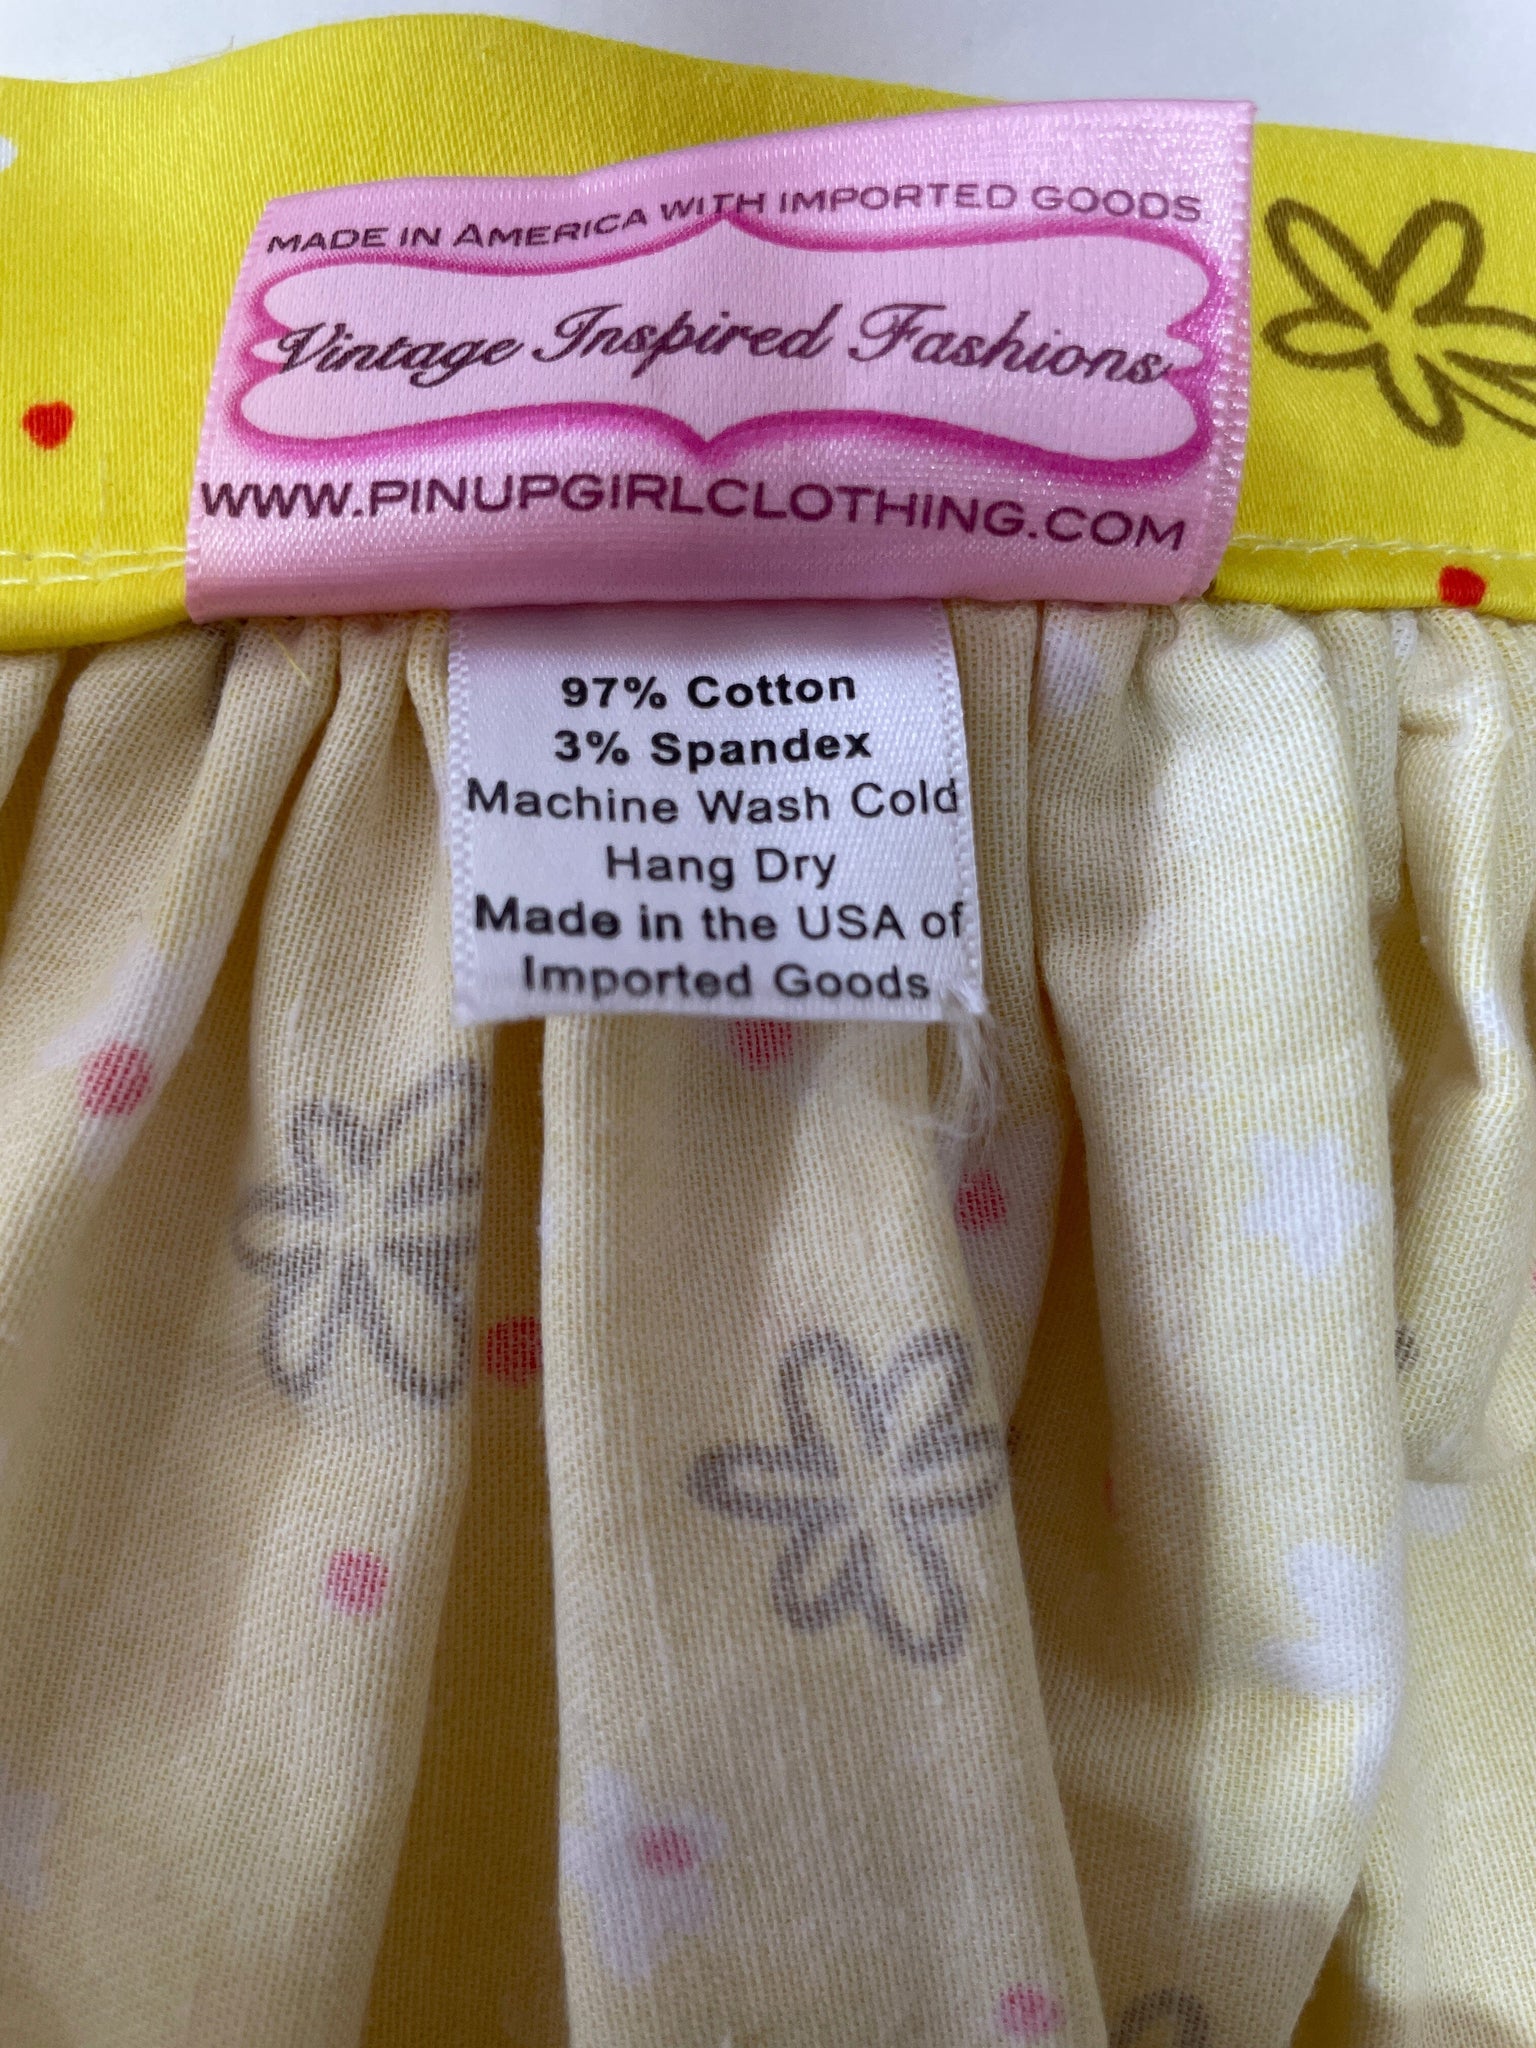 MADE IN AMERICA WITH IMPORTED GOODS
Vintage Inspired Fashions
WWW.PINUPGIRLCLOTHING.COM
97% Cotton
3% Spandex
Machine Wash Cold
Hang Dry
Made in the USA of
Imported Goods